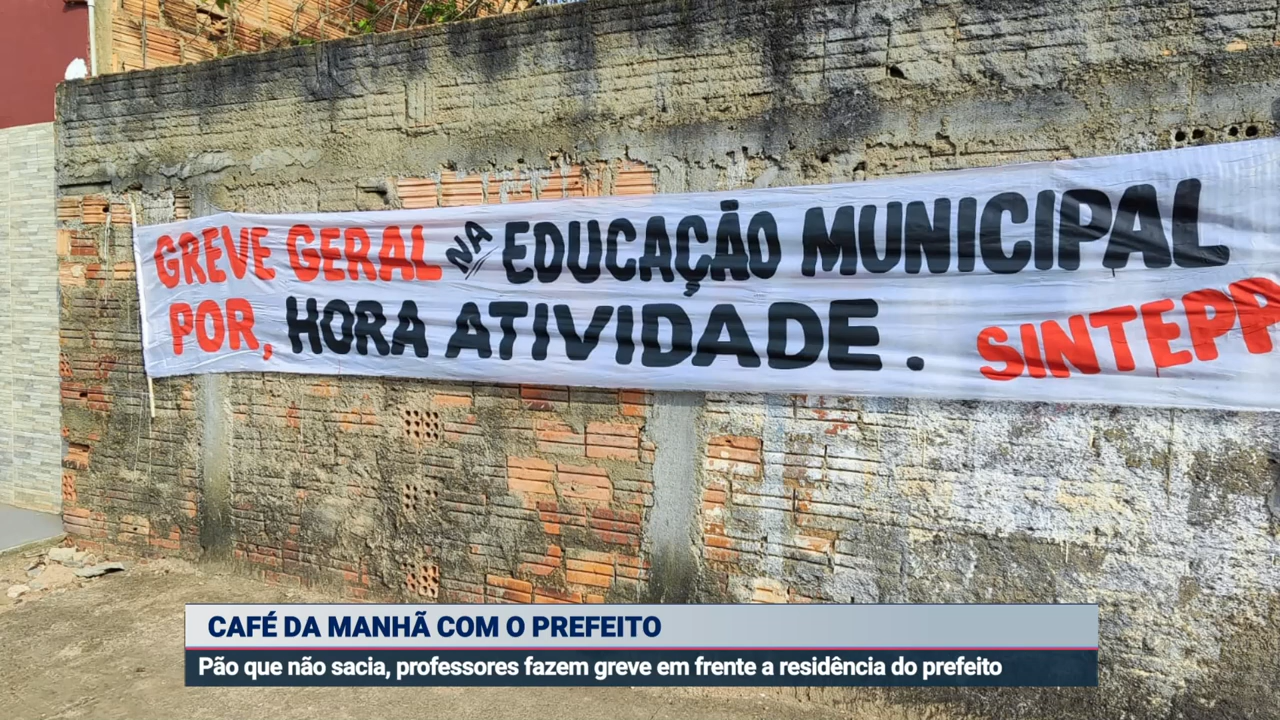 GREVE GERAL NA EDUCAÇÃO MUNICIPAL
POR, HORA ATIVIDADE. SINTEPP
CAFÉ DA MANHÃ COM O PREFEITO
Pão que não sacia, professores fazem greve em frente a residência do prefeito